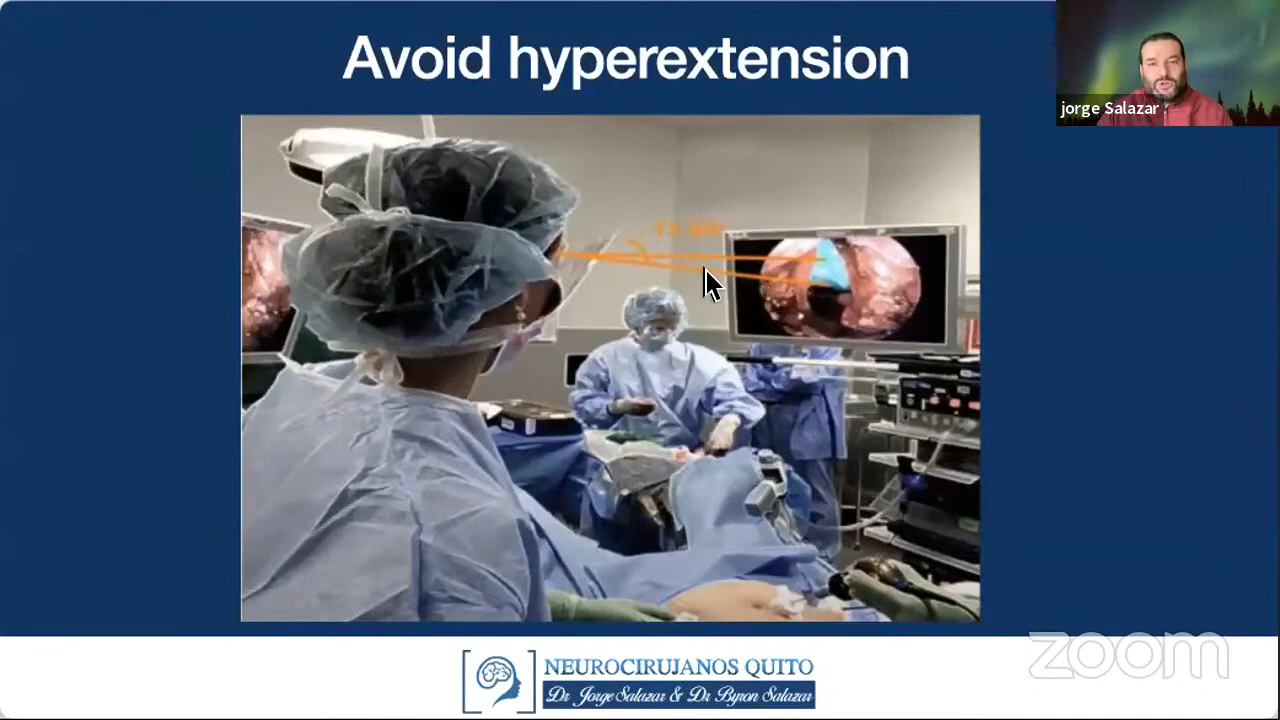 Avoid hyperextension
jorge Salazar
zoom
NEUROCIRUJANOS QUITO
Dr. Jorge Salazar & Dr Byron Salazar